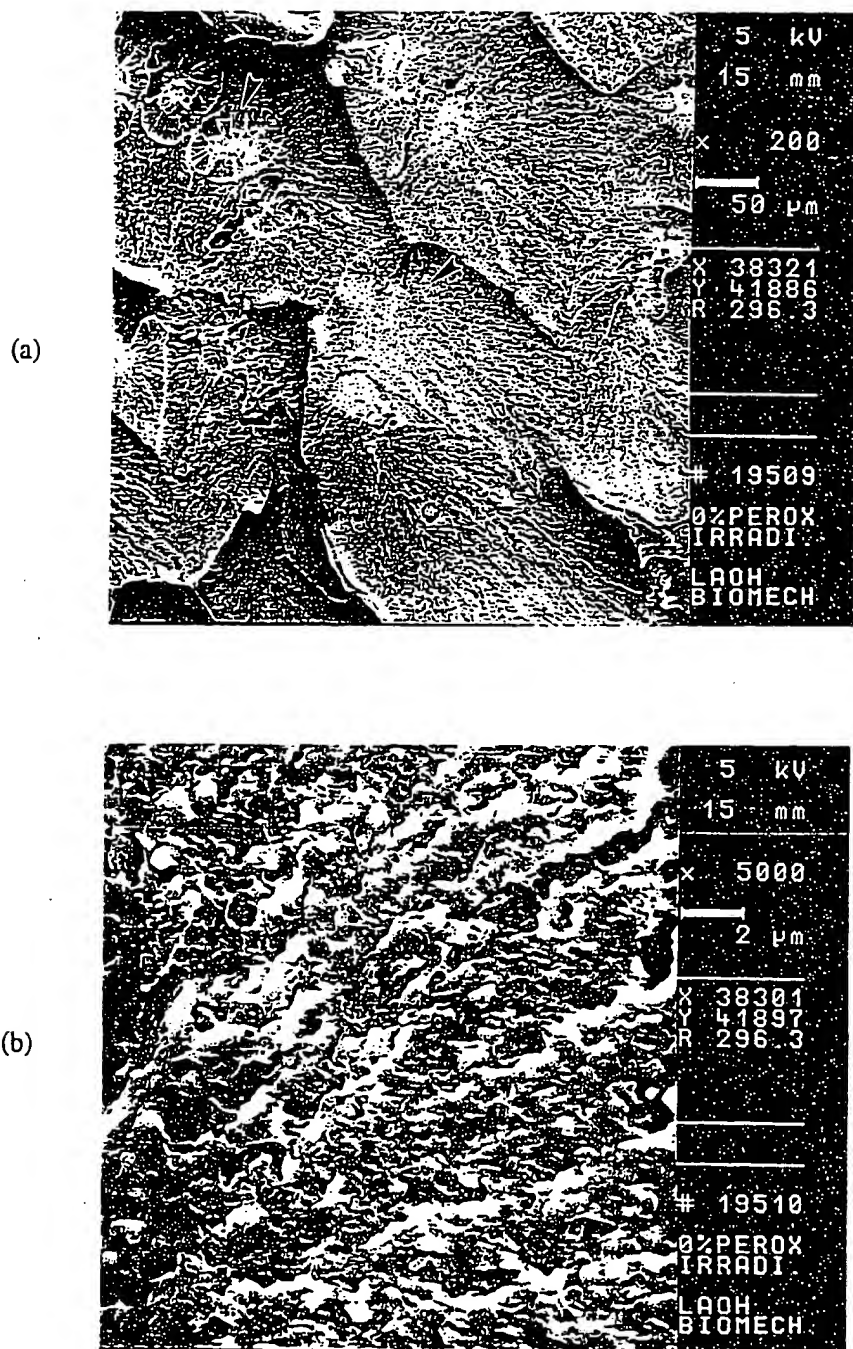 5 kV
15 mm
x 200
50 µm
X 38321
Y 41886
R 296.3
(a)
# 19509
0%PEROX
IRRADI.
LAOH
BIOMECH
5 kV
15 mm
x 5000
2 µm
X 38301
Y 41897
R 296.3
(b)
# 19510
0%PEROX
IRRADI.
LAOH
BIOMECH